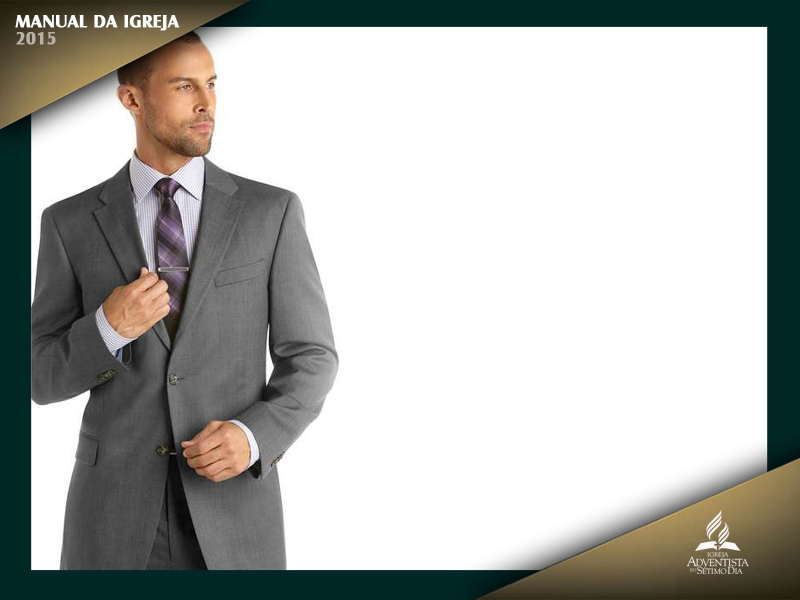 MANUAL DA IGREJA
2015
IGREJA
ADVENTISTA
DO SÉTIMO DIA